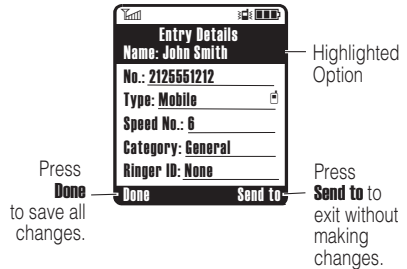 Entry Details
Name: John Smith
Highlighted
Option
No.: 2125551212
Type: Mobile
Speed No.: 6
Category: General
Ringer ID: None
Done
Send to
Press
Done
to save all
changes.
Press
Send to to
exit without
making
changes.